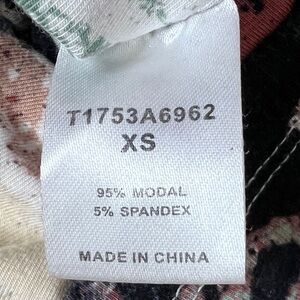 T1753A6962
XS
95% MODAL
5% SPANDEX
MADE IN CHINA